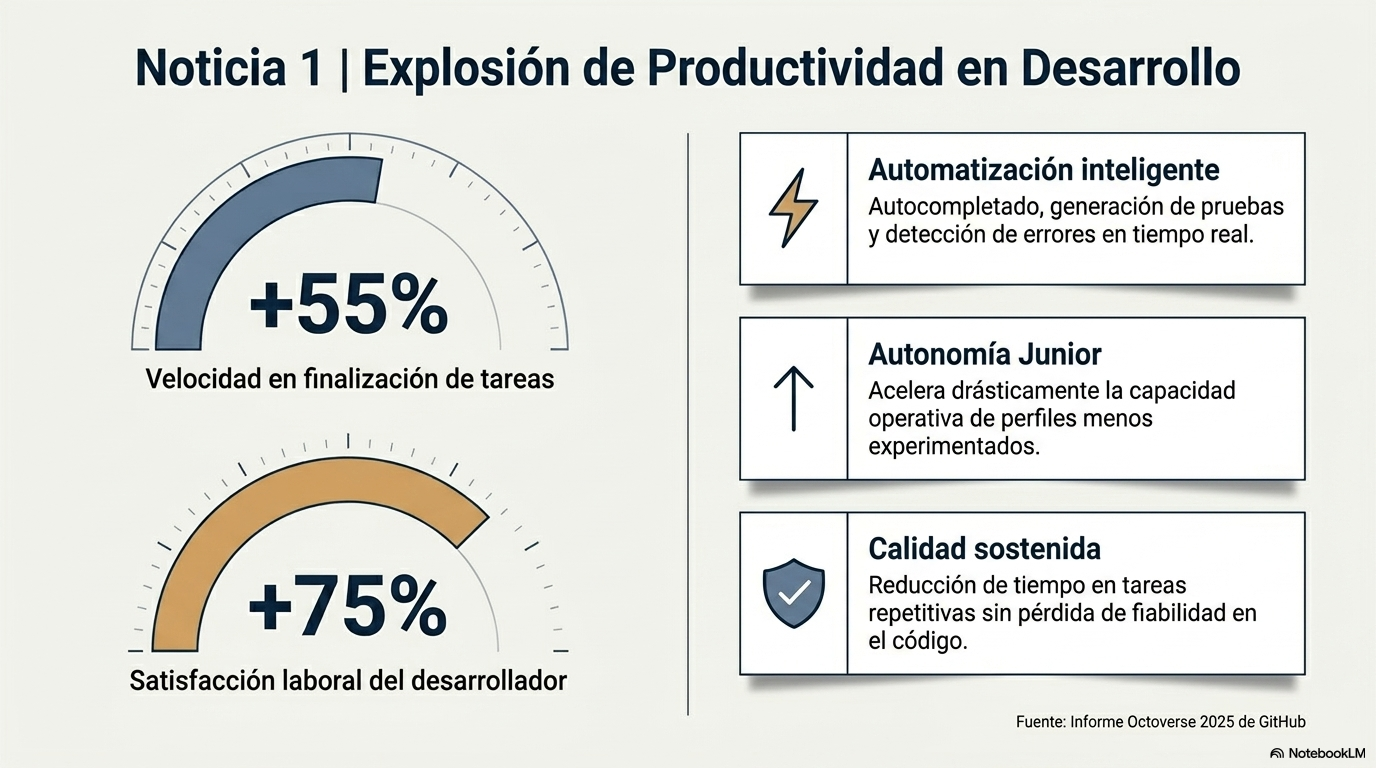 Noticia 1 | Explosión de Productividad en Desarrollo
+55%
Velocidad en finalización de tareas
+75%
Satisfacción laboral del desarrollador
Automatización inteligente
Autocompletado, generación de pruebas
y detección de errores en tiempo real.
Autonomía Junior
Acelera drásticamente la capacidad
operativa de perfiles menos
experimentados.
Calidad sostenida
Reducción de tiempo en tareas
repetitivas sin pérdida de fiabilidad en
el código.
Fuente: Informe Octoverse 2025 de GitHub
NotebookLM